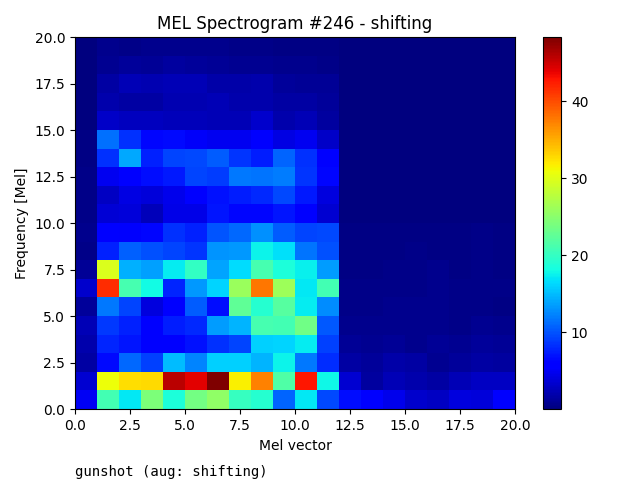 MEL Spectrogram #246 - shifting
20.0
17.5
15.0
12.5
10.0
7.5
5.0
2.5
0.0
Frequency [Mel]
0.0 2.5 5.0 7.5 10.0 12.5 15.0 17.5 20.0
Mel vector
40
30
20
10
gunshot (aug: shifting)